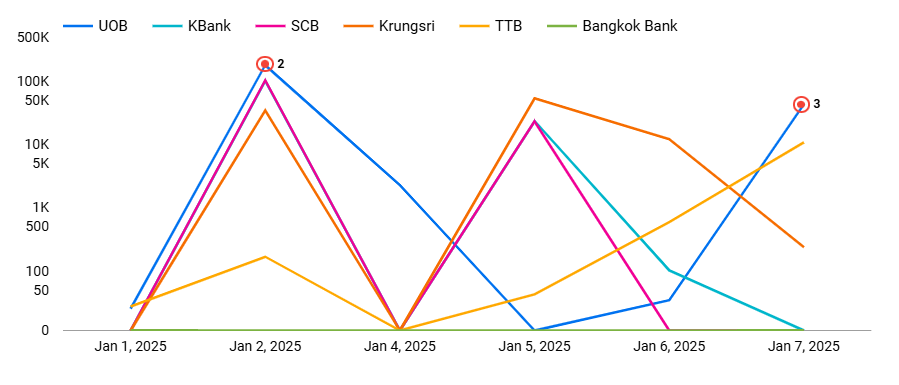 UOB KBank SCB Krungsri TTB Bangkok Bank
500K
2
100K
50K
3
10K
5K
1K
500
100
50
0
Jan 1, 2025 Jan 2, 2025 Jan 4, 2025 Jan 5, 2025 Jan 6, 2025 Jan 7, 2025